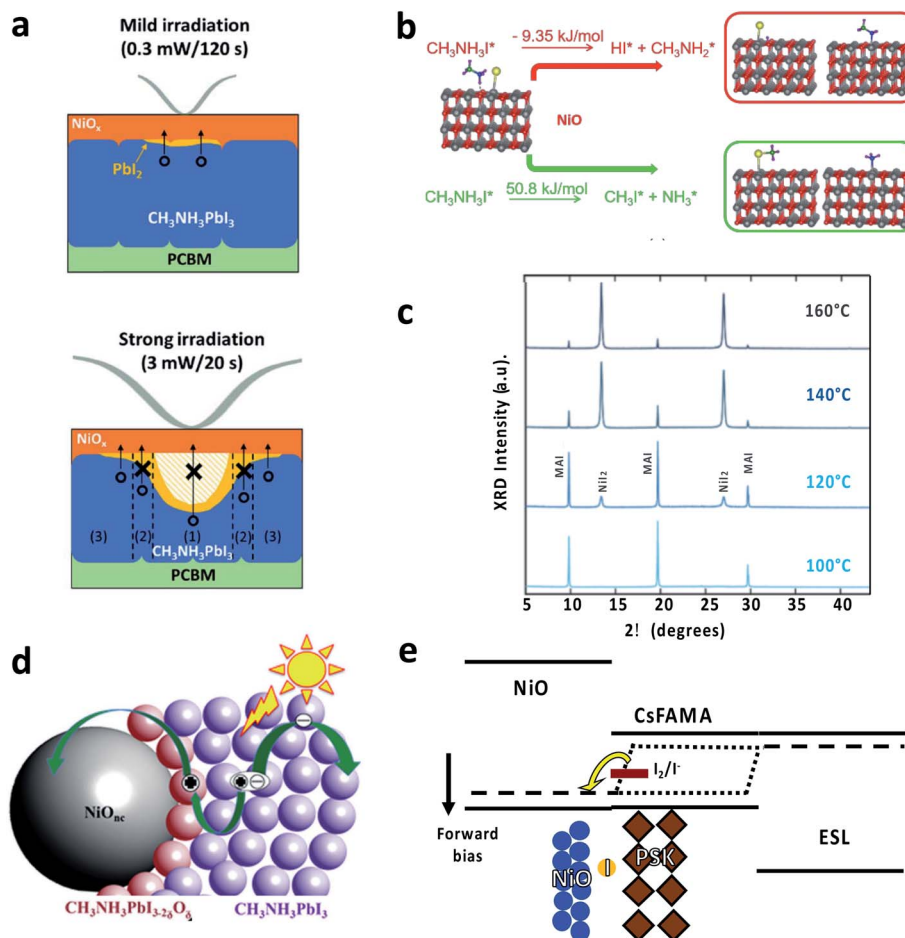 a
Mild irradiation
(0.3 mW/120 s)
NiOx
PbI2
CH3NH3PbI3
PCBM
Strong irradiation
(3 mW/20 s)
NiOx
(3)
(2)
(1)
(2)
(3)
CH3NH3PbI3
PCBM
b
CH3NH3I*
- 9.35 kJ/mol
HI* + CH3NH2*
NiO
CH3NH3I*
50.8 kJ/mol
CH3I* + NH3*
c
XRD Intensity (a.u).
160°C
140°C
120°C
100°C
MAI
NiI2
MAI
NiI2
MAI
5 10 15 20 25 30 35 40
2! (degrees)
d
NiOnc
CH3NH3PbI3-2δOδ
CH3NH3PbI3
e
NiO
CsFAMA
I2/I-
Forward
bias
NiO
I
PSK
ESL